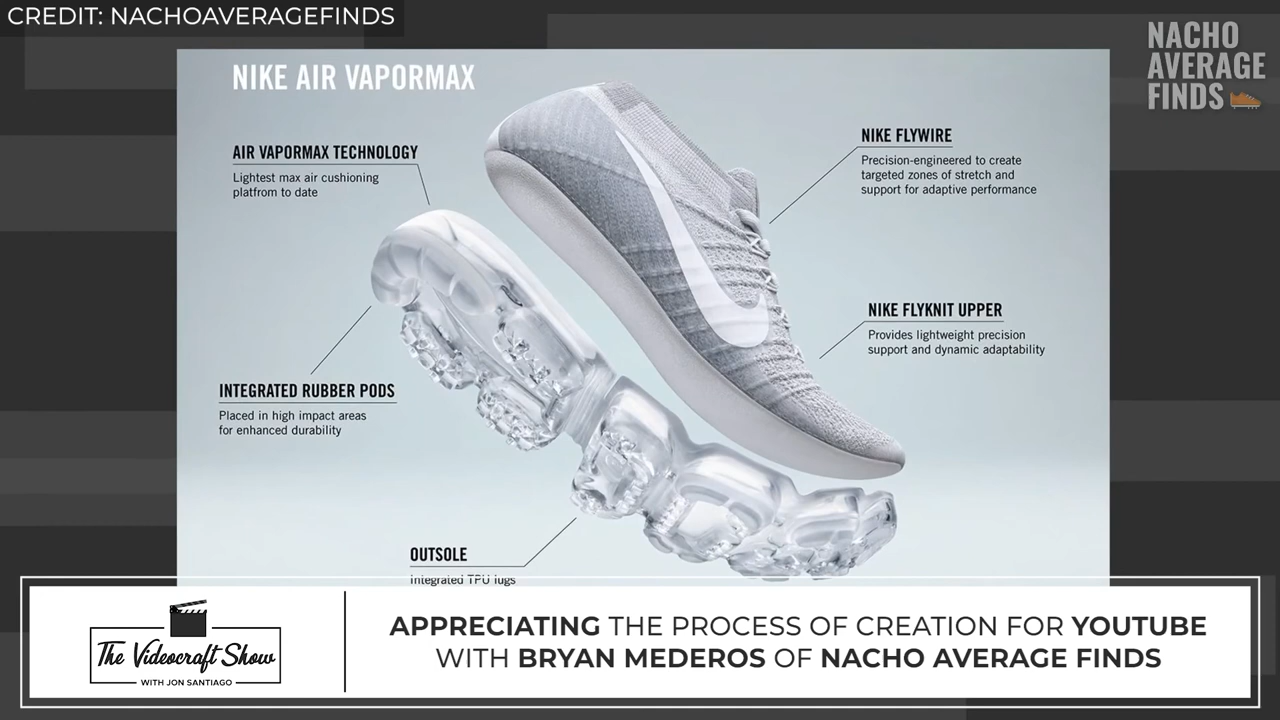 CREDIT: NACHOAVERAGEFINDS
NACHO
AVERAGE
FINDS
NIKE AIR VAPORMAX
AIR VAPORMAX TECHNOLOGY
Lightest max air cushioning
platfrom to date
NIKE FLYWIRE
Precision-engineered to create
targeted zones of stretch and
support for adaptive performance
NIKE FLYKNIT UPPER
Provides lightweight precision
support and dynamic adaptability
INTEGRATED RUBBER PODS
Placed in high impact areas
for enhanced durability
OUTSOLE
Integrated TPU lugs
The Videocraft Show
WITH JON SANTIAGO
APPRECIATING THE PROCESS OF CREATION FOR YOUTUBE
WITH BRYAN MEDEROS OF NACHO AVERAGE FINDS